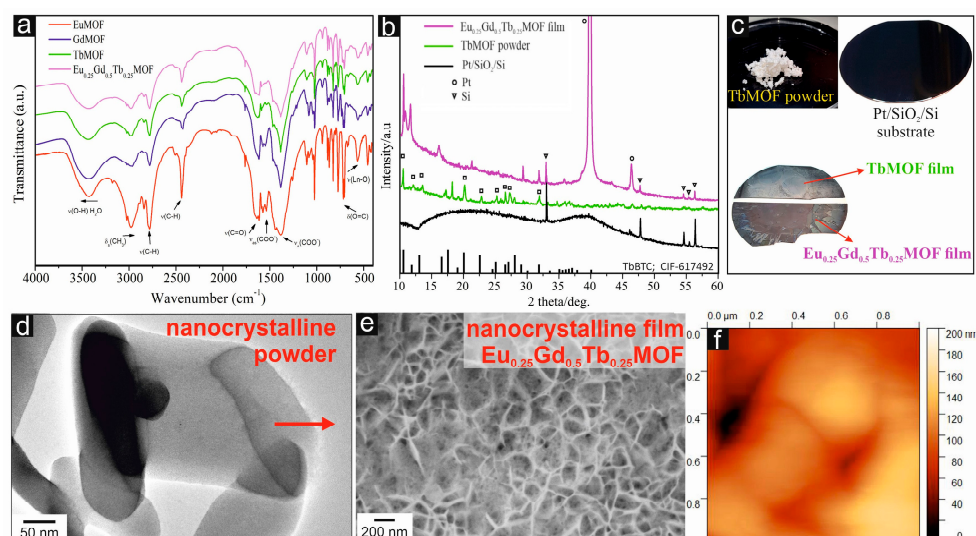 a
EuMOF
GdMOF
TbMOF
Eu0.25Gd0.5Tb0.25MOF
Transmittance (a.u.)
ν(O-H) H2O
δs(CH3)
ν(C-H)
ν(C-H)
ν(C=O)
νas(COO-)
νs(COO-)
δ(O=C)
ν(Ln-O)
4000 3500 3000 2500 2000 1500 1000 500
Wavenumber (cm-1)
b
Eu0.25Gd0.5Tb0.25MOF film
TbMOF powder
Pt/SiO2/Si
Pt
Si
Intensity/a.u
TbBTC; CIF-617492
10 15 20 25 30 35 40 45 50 55 60
2 theta/deg.
c
TbMOF powder
Pt/SiO2/Si
substrate
TbMOF film
Eu0.25Gd0.5Tb0.25MOF film
d
nanocrystalline
powder
50 nm
e
nanocrystalline film
Eu0.25Gd0.5Tb0.25MOF
200 nm
f
0.0 µm 0.2 0.4 0.6 0.8
0.0
0.2
0.4
0.6
0.8
200 nm
160
140
120
100
80
60
40
20
0